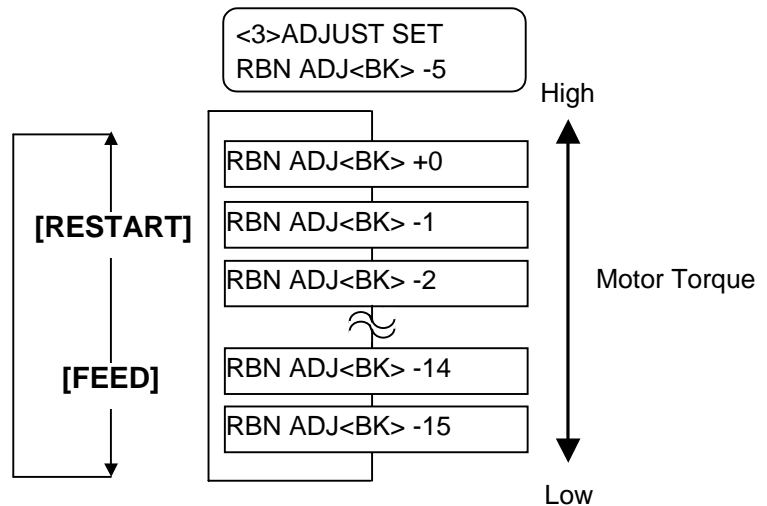 <3>ADJUST SET
RBN ADJ<BK> -5
High
RBN ADJ<BK> +0
[RESTART]
RBN ADJ<BK> -1
RBN ADJ<BK> -2
Motor Torque
[FEED]
RBN ADJ<BK> -14
RBN ADJ<BK> -15
Low